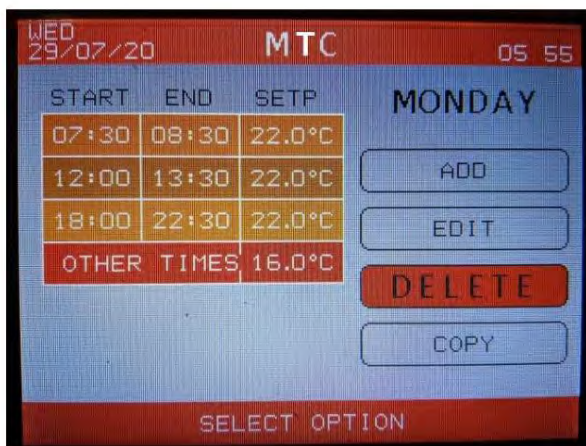 WED
29/07/20
MTC
05 55
START END SETP
MONDAY
07:30 08:30 22.0°C
12:00 13:30 22.0°C
18:00 22:30 22.0°C
OTHER TIMES 16.0°C
ADD
EDIT
DELETE
COPY
SELECT OPTION